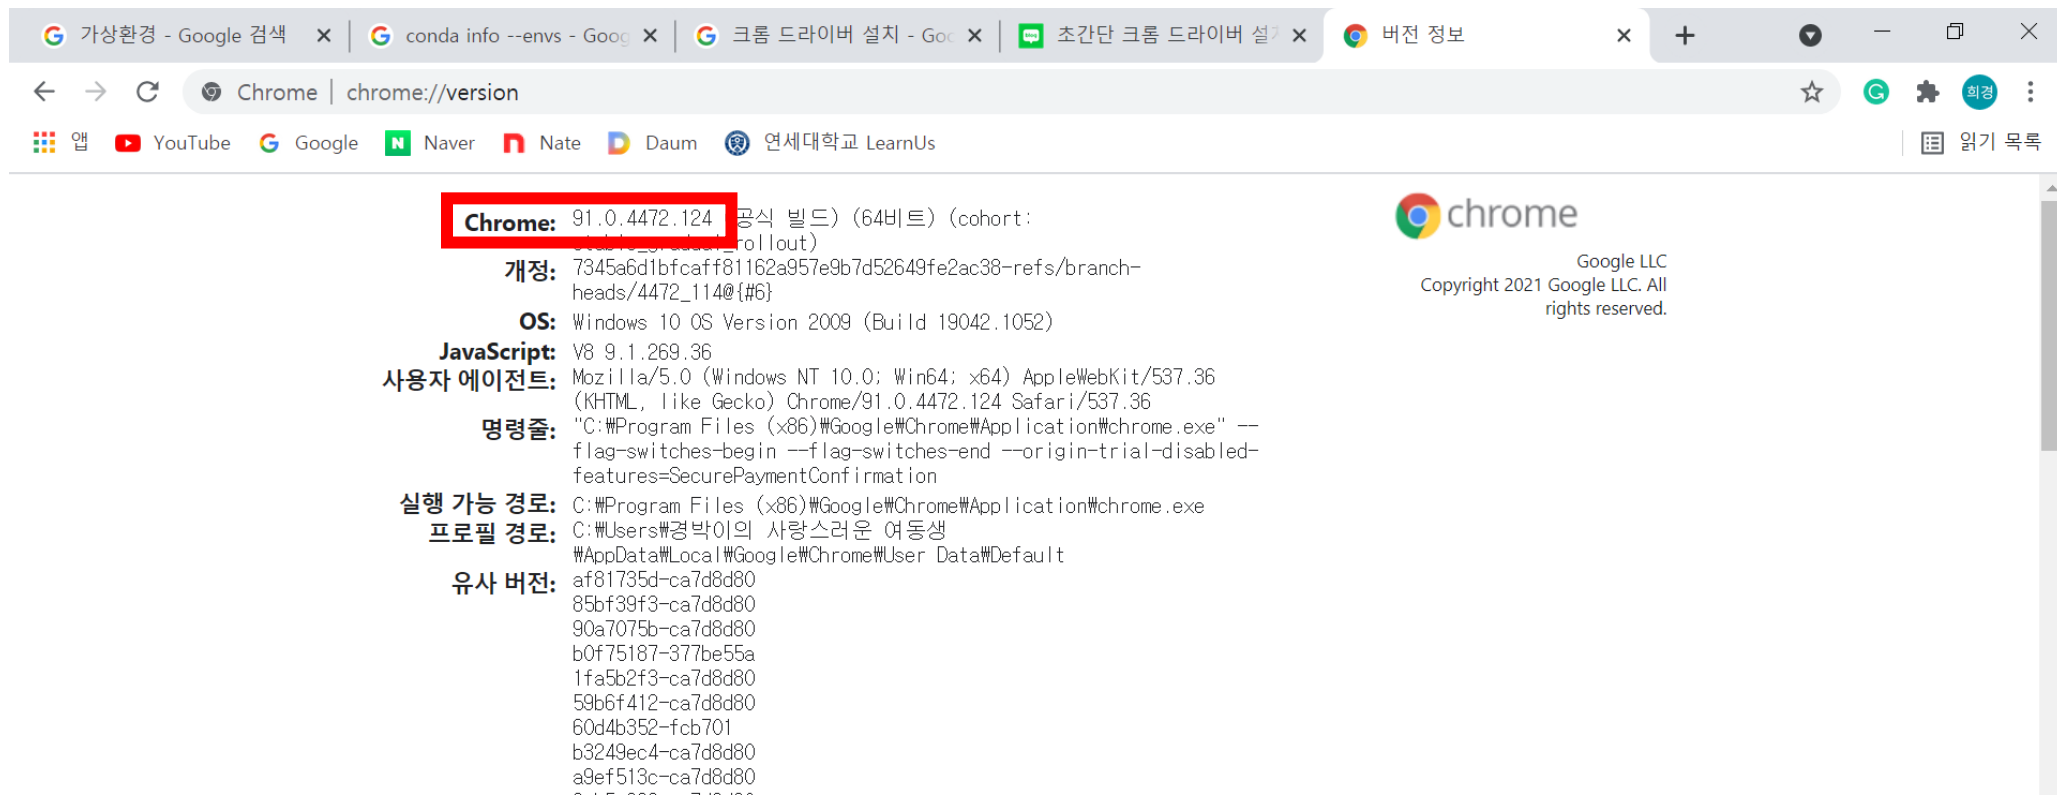 가상환경 - Google 검색
conda info --envs - Goog
크롬 드라이버 설치 - Goo
초간단 크롬 드라이버 설
버전 정보
Chrome | chrome://version
희경
앱 YouTube Google Naver Nate Daum 연세대학교 LearnUs
읽기 목록
Chrome: 91.0.4472.124 (공식 빌드) (64비트) (cohort:
rollout)
개정: 7345a6d1bfcaff81162a957e9b7d52649fe2ac38-refs/branch-
heads/4472_114@{#6}
OS: Windows 10 OS Version 2009 (Build 19042.1052)
JavaScript: V8 9.1.269.36
사용자 에이전트: Mozilla/5.0 (Windows NT 10.0; Win64; x64) AppleWebKit/537.36
(KHTML, like Gecko) Chrome/91.0.4472.124 Safari/537.36
명령줄: "C:₩Program Files (x86)₩Google₩Chrome₩Application₩chrome.exe" --
flag-switches-begin --flag-switches-end --origin-trial-disabled-
features=SecurePaymentConfirmation
실행 가능 경로: C:₩Program Files (x86)₩Google₩Chrome₩Application₩chrome.exe
프로필 경로: C:₩Users₩경박이의 사랑스러운 여동생
₩AppData₩Local₩Google₩Chrome₩User Data₩Default
유사 버전: af81735d-ca7d8d80
85bf39f3-ca7d8d80
90a7075b-ca7d8d80
b0f75187-377be55a
1fa5b2f3-ca7d8d80
59b6f412-ca7d8d80
60d4b352-fcb701
b3249ec4-ca7d8d80
a9ef513c-ca7d8d80
chrome
Google LLC
Copyright 2021 Google LLC. All
rights reserved.